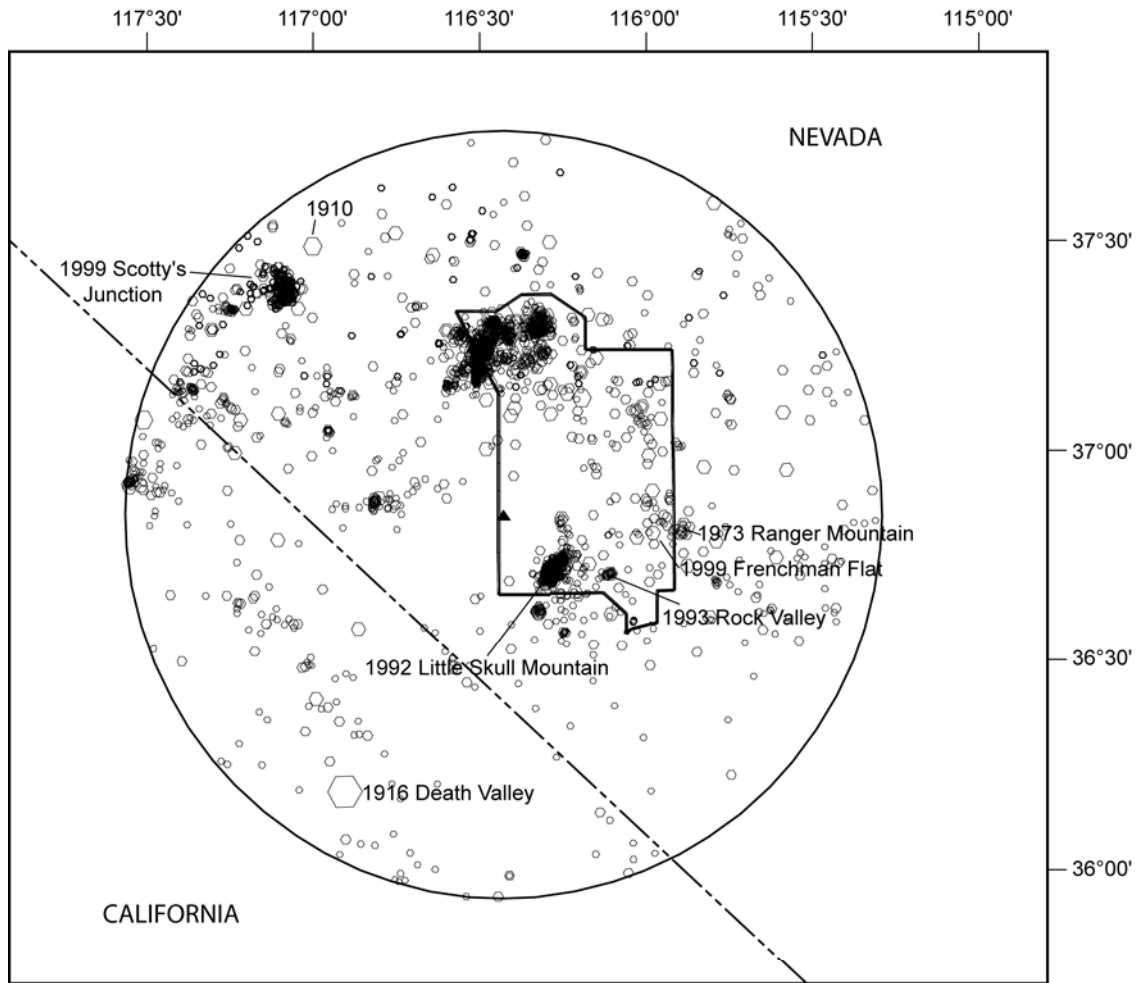 117°30' 117°00' 116°30' 116°00' 115°30' 115°00'
NEVADA
1910
37°30'
1999 Scotty's
Junction
37°00'
1973 Ranger Mountain
1999 Frenchman Flat
1993 Rock Valley
1992 Little Skull Mountain
36°30'
1916 Death Valley
36°00'
CALIFORNIA